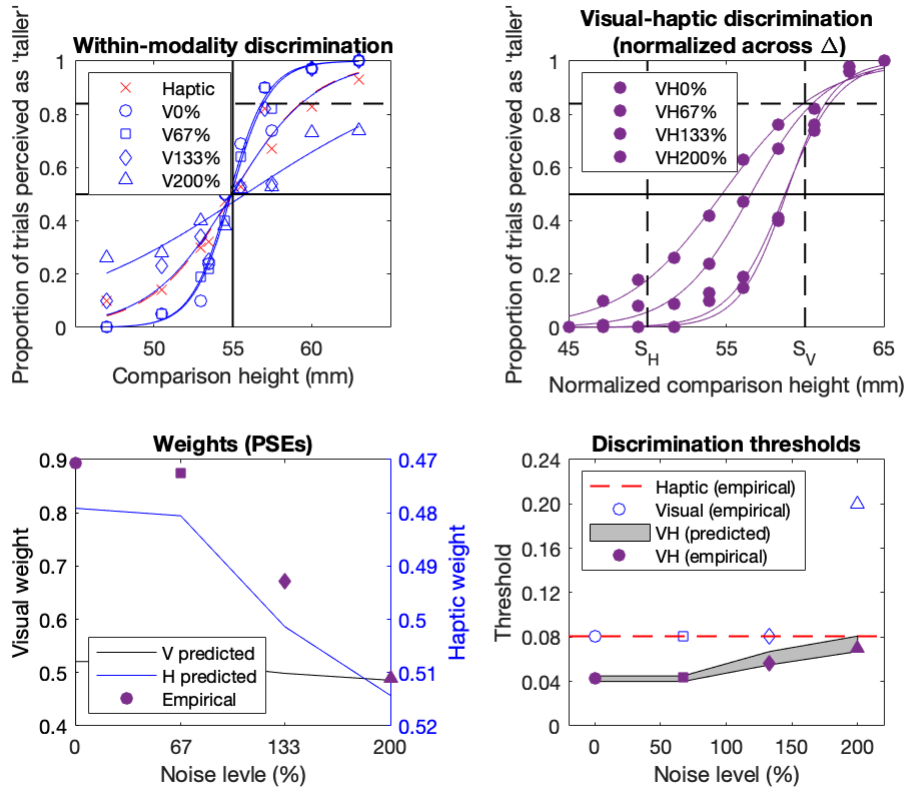 Within-modality discrimination
Proportion of trials perceived as 'taller'
1
0.8
0.6
0.4
0.2
0
Haptic
V0%
V67%
V133%
V200%
50
55
60
Comparison height (mm)
Visual-haptic discrimination
(normalized across Δ)
Proportion of trials perceived as 'taller'
1
0.8
0.6
0.4
0.2
0
VH0%
VH67%
VH133%
VH200%
45
S_H
55
S_V
65
Normalized comparison height (mm)
Weights (PSEs)
Visual weight
0.9
0.8
0.7
0.6
0.5
0.4
V predicted
H predicted
Empirical
0.47
0.48
0.49
0.5
0.51
0.52
Haptic weight
0
67
133
200
Noise levle (%)
Discrimination thresholds
Threshold
0.24
0.20
0.16
0.12
0.08
0.04
0
Haptic (empirical)
Visual (empirical)
VH (predicted)
VH (empirical)
0
50
100
150
200
Noise level (%)